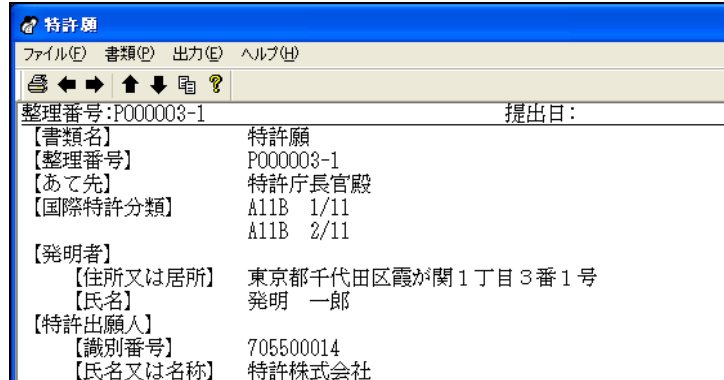 特許願
ファイル(F) 書類(P) 出力(E) ヘルプ(H)
整理番号:P000003-1 提出日:
【書類名】 特許願
【整理番号】 P000003-1
【あて先】 特許庁長官殿
【国際特許分類】 A11B 1/11
A11B 2/11
【発明者】
【住所又は居所】 東京都千代田区霞が関1丁目3番1号
【氏名】 発明 一郎
【特許出願人】
【識別番号】 705500014
【氏名又は名称】 特許株式会社